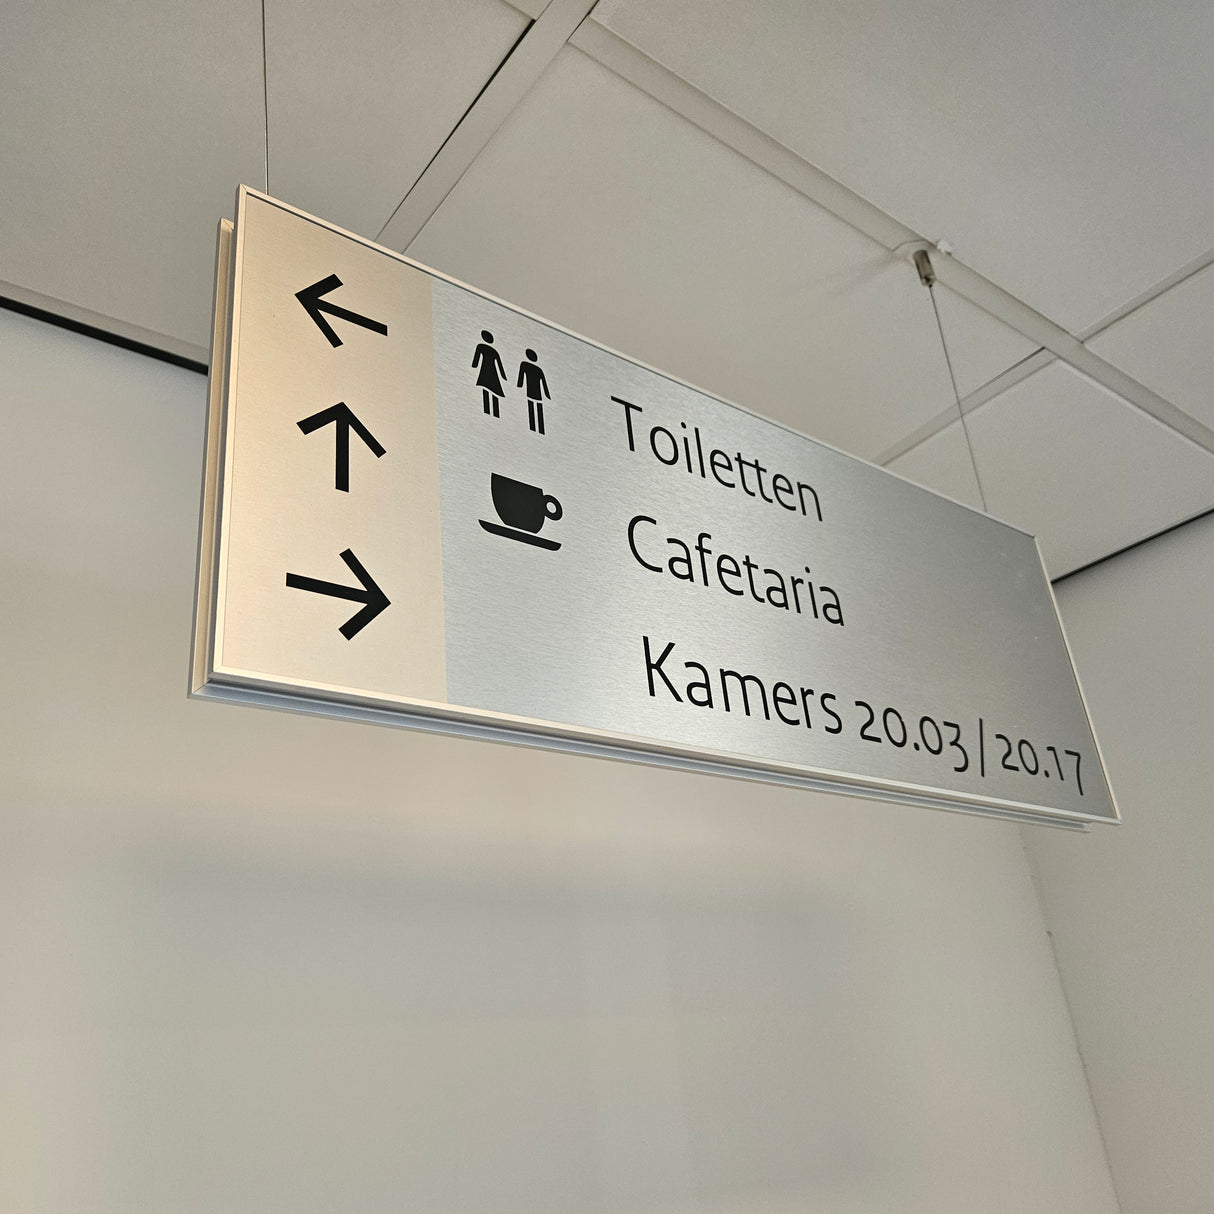 Toiletten
Cafetaria
Kamers 20.03 | 20.17